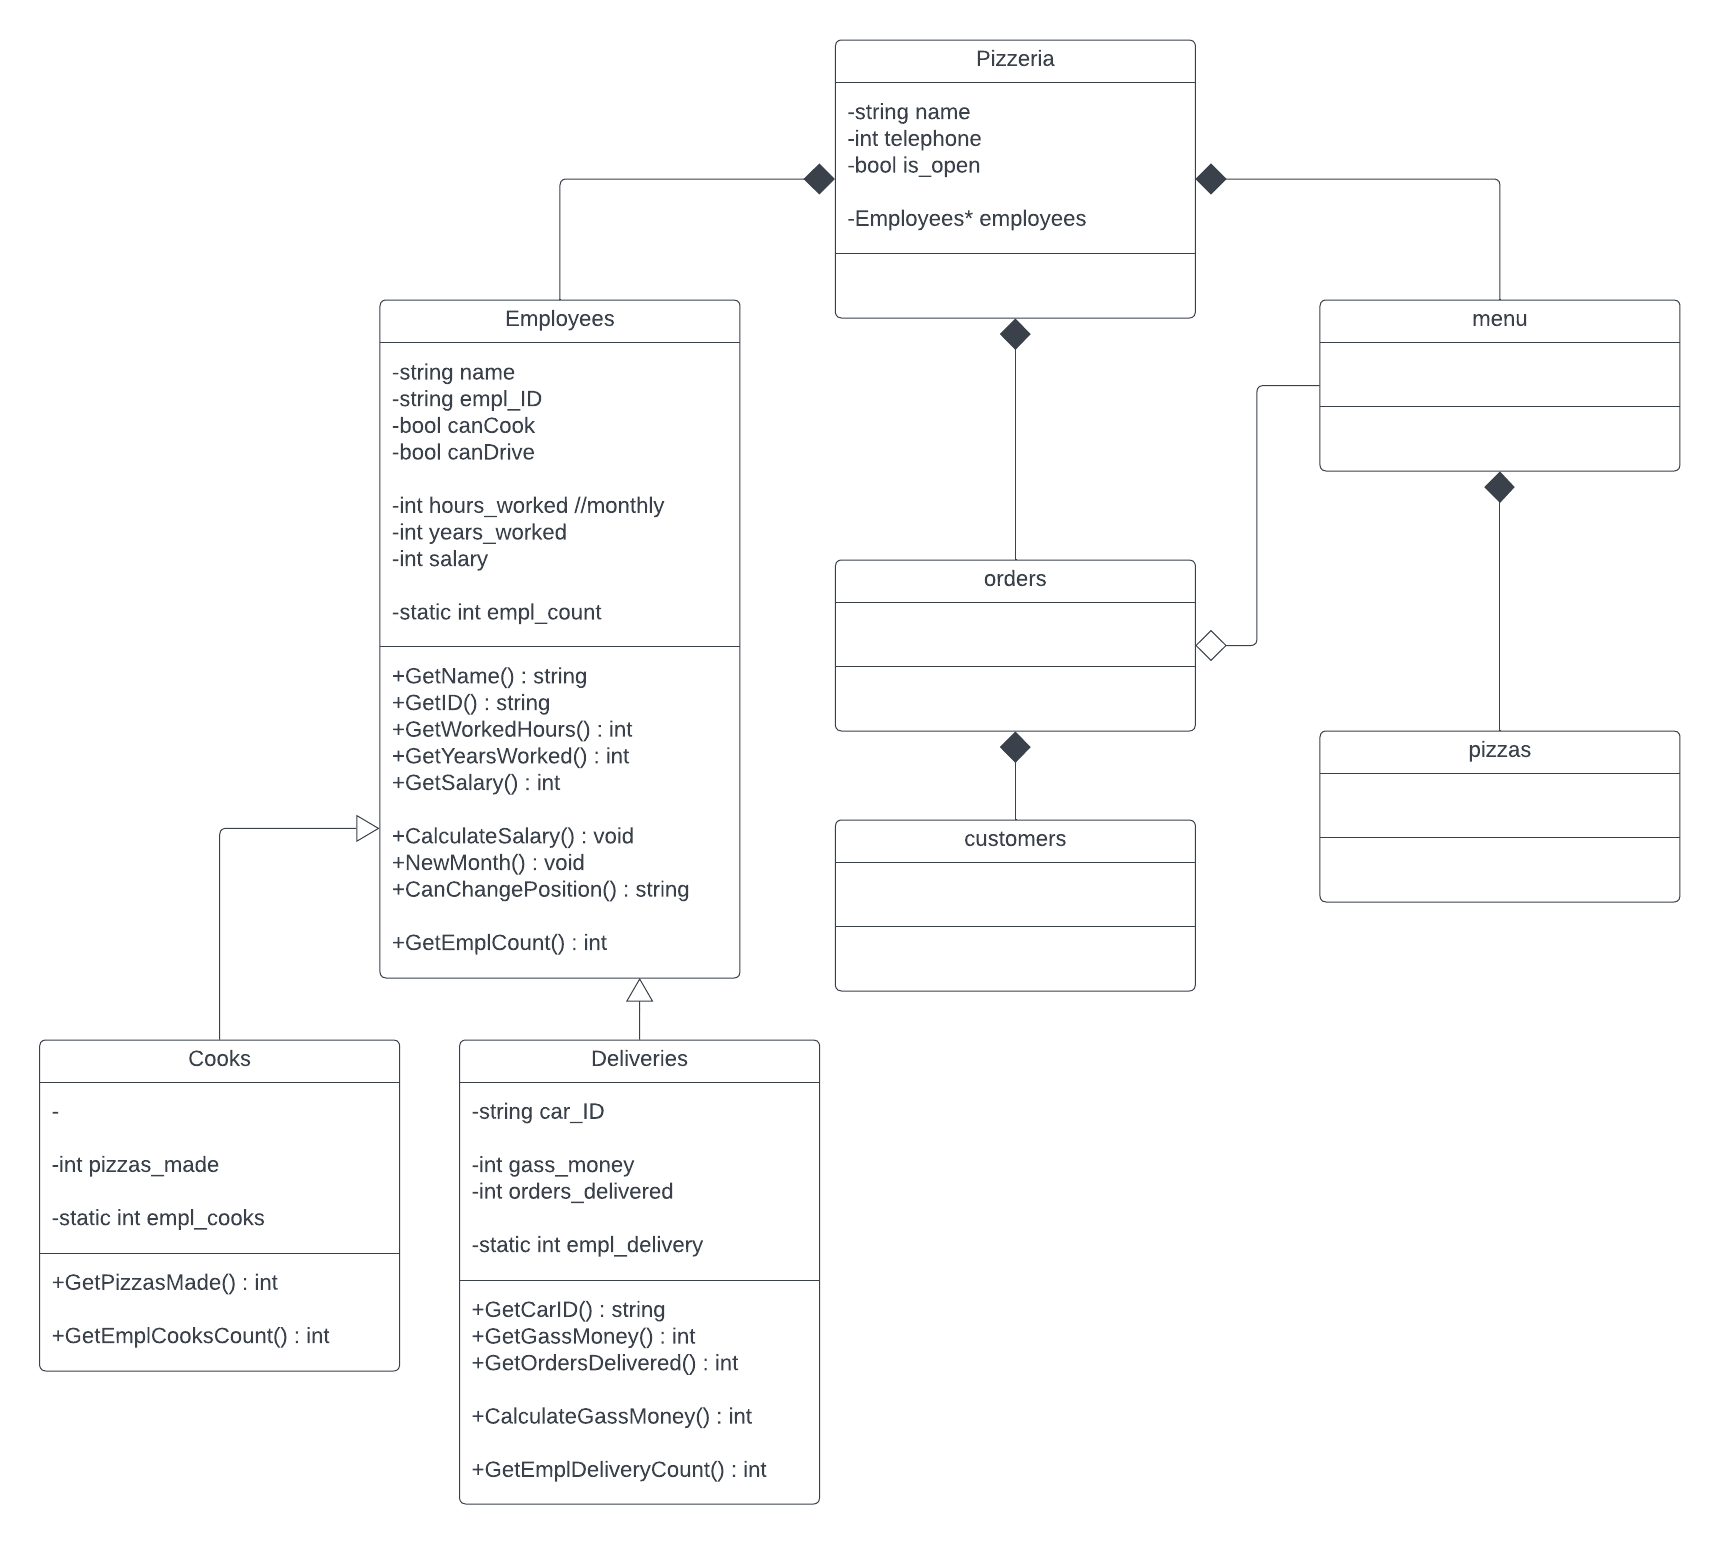 Pizzeria
-string name
-int telephone
-bool is_open
-Employees* employees
Employees
-string name
-string empl_ID
-bool canCook
-bool canDrive
-int hours_worked //monthly
-int years_worked
-int salary
-static int empl_count
+GetName() : string
+GetID() : string
+GetWorkedHours() : int
+GetYearsWorked() : int
+GetSalary() : int
+CalculateSalary() : void
+NewMonth() : void
+CanChangePosition() : string
+GetEmplCount() : int
menu
orders
customers
pizzas
Cooks
-
-int pizzas_made
-static int empl_cooks
+GetPizzasMade() : int
+GetEmplCooksCount() : int
Deliveries
-string car_ID
-int gass_money
-int orders_delivered
-static int empl_delivery
+GetCarID() : string
+GetGassMoney() : int
+GetOrdersDelivered() : int
+CalculateGassMoney() : int
+GetEmplDeliveryCount() : int